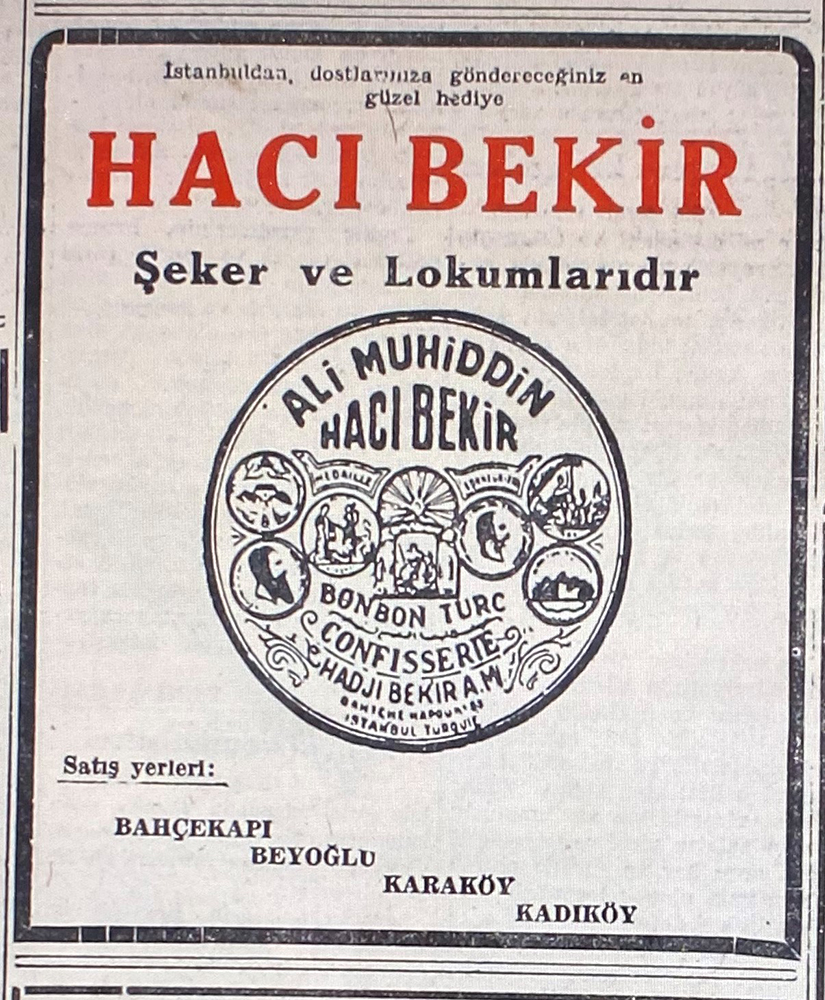 İstanbuldan, dostlarınıza göndereceğiniz en
güzel hediye
HACI BEKİR
Şeker ve Lokumlarıdır
ALİ MUHİDDİN
HACI BEKİR
MEDAILLE
BONBON TURC
CONFISSERIE
HADJI BEKIR A.M.
ISTANBUL TURQUIE
Satış yerleri:
BAHÇEKAPI
BEYOĞLU
KARAKÖY
KADIKÖY